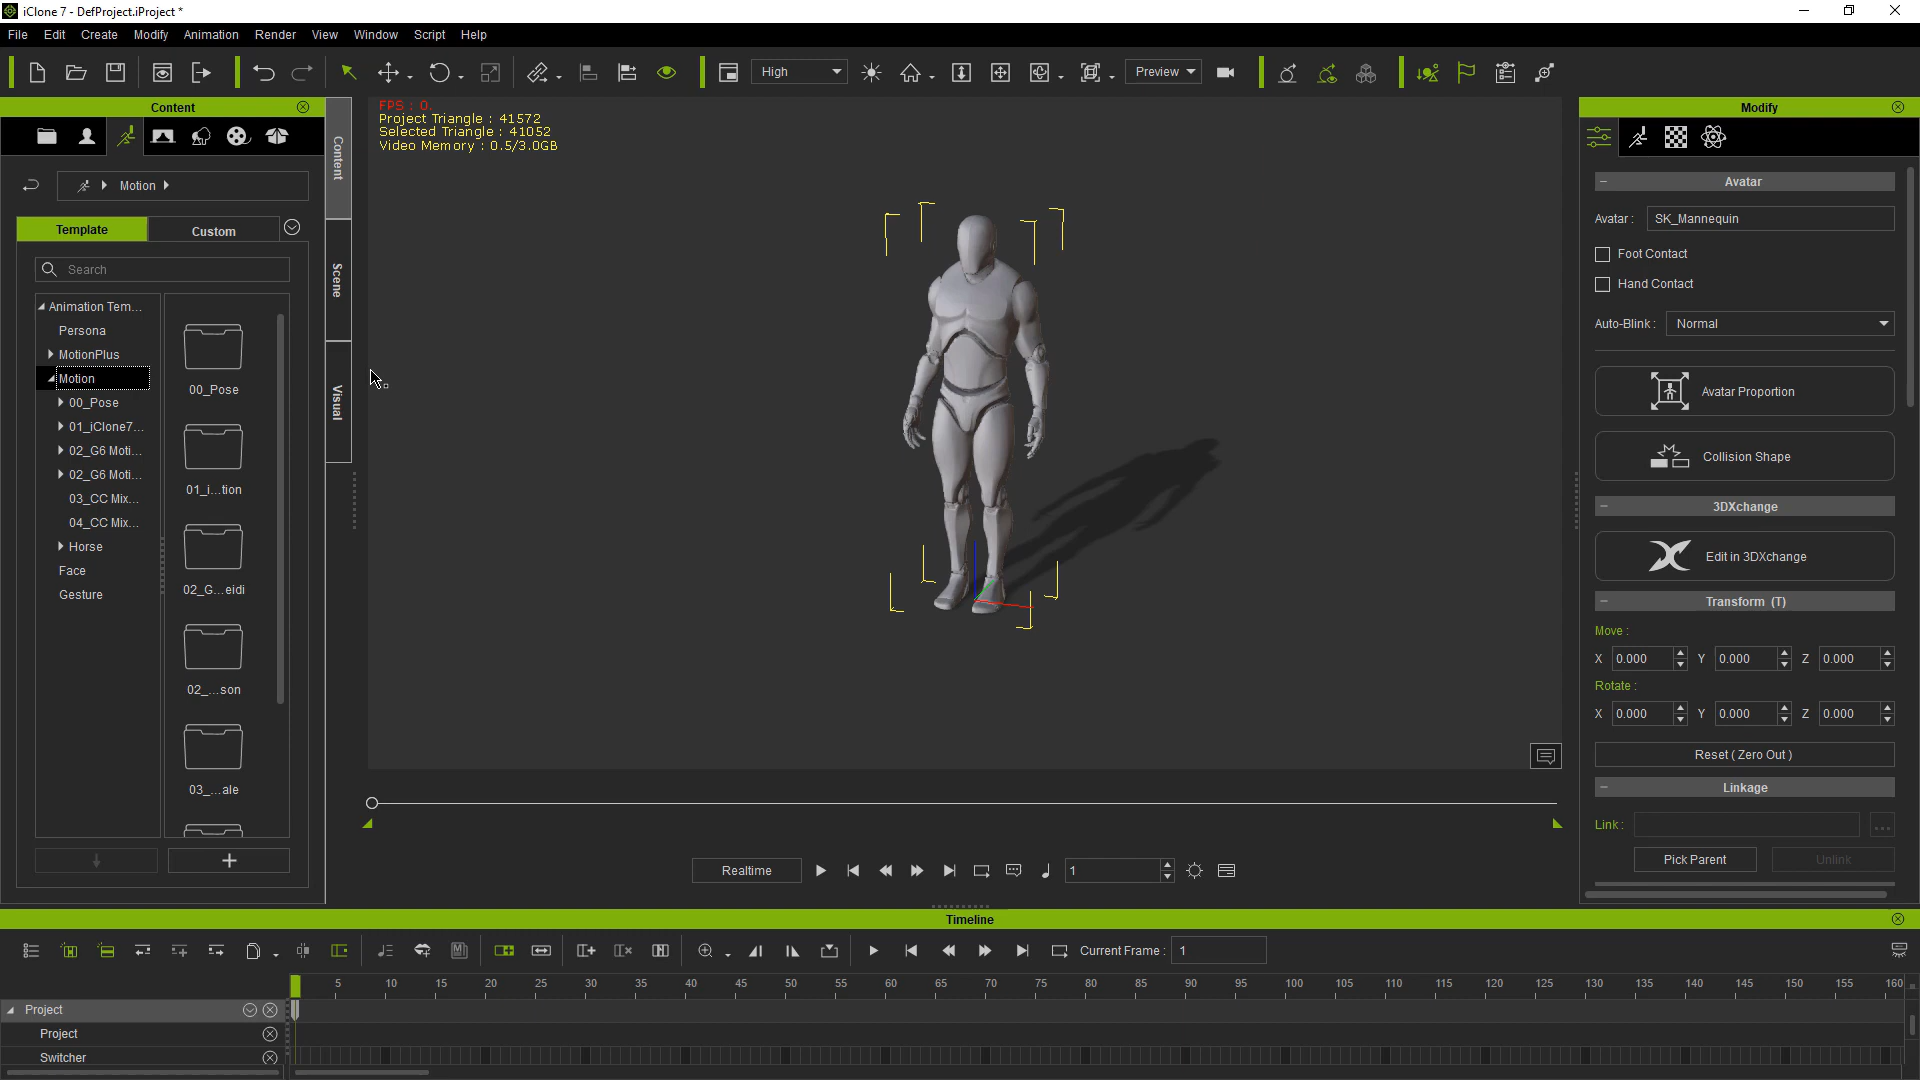 iClone 7 - DefProject.iProject *
File Edit Create Modify Animation Render View Window Script Help
High
Preview
Content
Motion
Template
Custom
Search
Animation Tem...
Persona
MotionPlus
Motion
00_Pose
01_iClone7...
02_G6 Moti...
02_G6 Moti...
03_CC Mix...
04_CC Mix...
Horse
Face
Gesture
00_Pose
01_i...tion
02_G...eidi
02_...son
03_...ale
Content
Scene
Visual
FPS : 0.
Project Triangle : 41572
Selected Triangle : 41052
Video Memory : 0.5/3.0GB
Realtime
1
Modify
Avatar
Avatar : SK_Mannequin
Foot Contact
Hand Contact
Auto-Blink : Normal
Avatar Proportion
Collision Shape
3DXchange
Edit in 3DXchange
Transform (T)
Move :
X 0.000 Y 0.000 Z 0.000
Rotate :
X 0.000 Y 0.000 Z 0.000
Reset ( Zero Out )
Linkage
Link : ...
Pick Parent
Unlink
Timeline
Current Frame : 1
5 10 15 20 25 30 35 40 45 50 55 60 65 70 75 80 85 90 95 100 105 110 115 120 125 130 135 140 145 150 155 160
Project
Project
Switcher